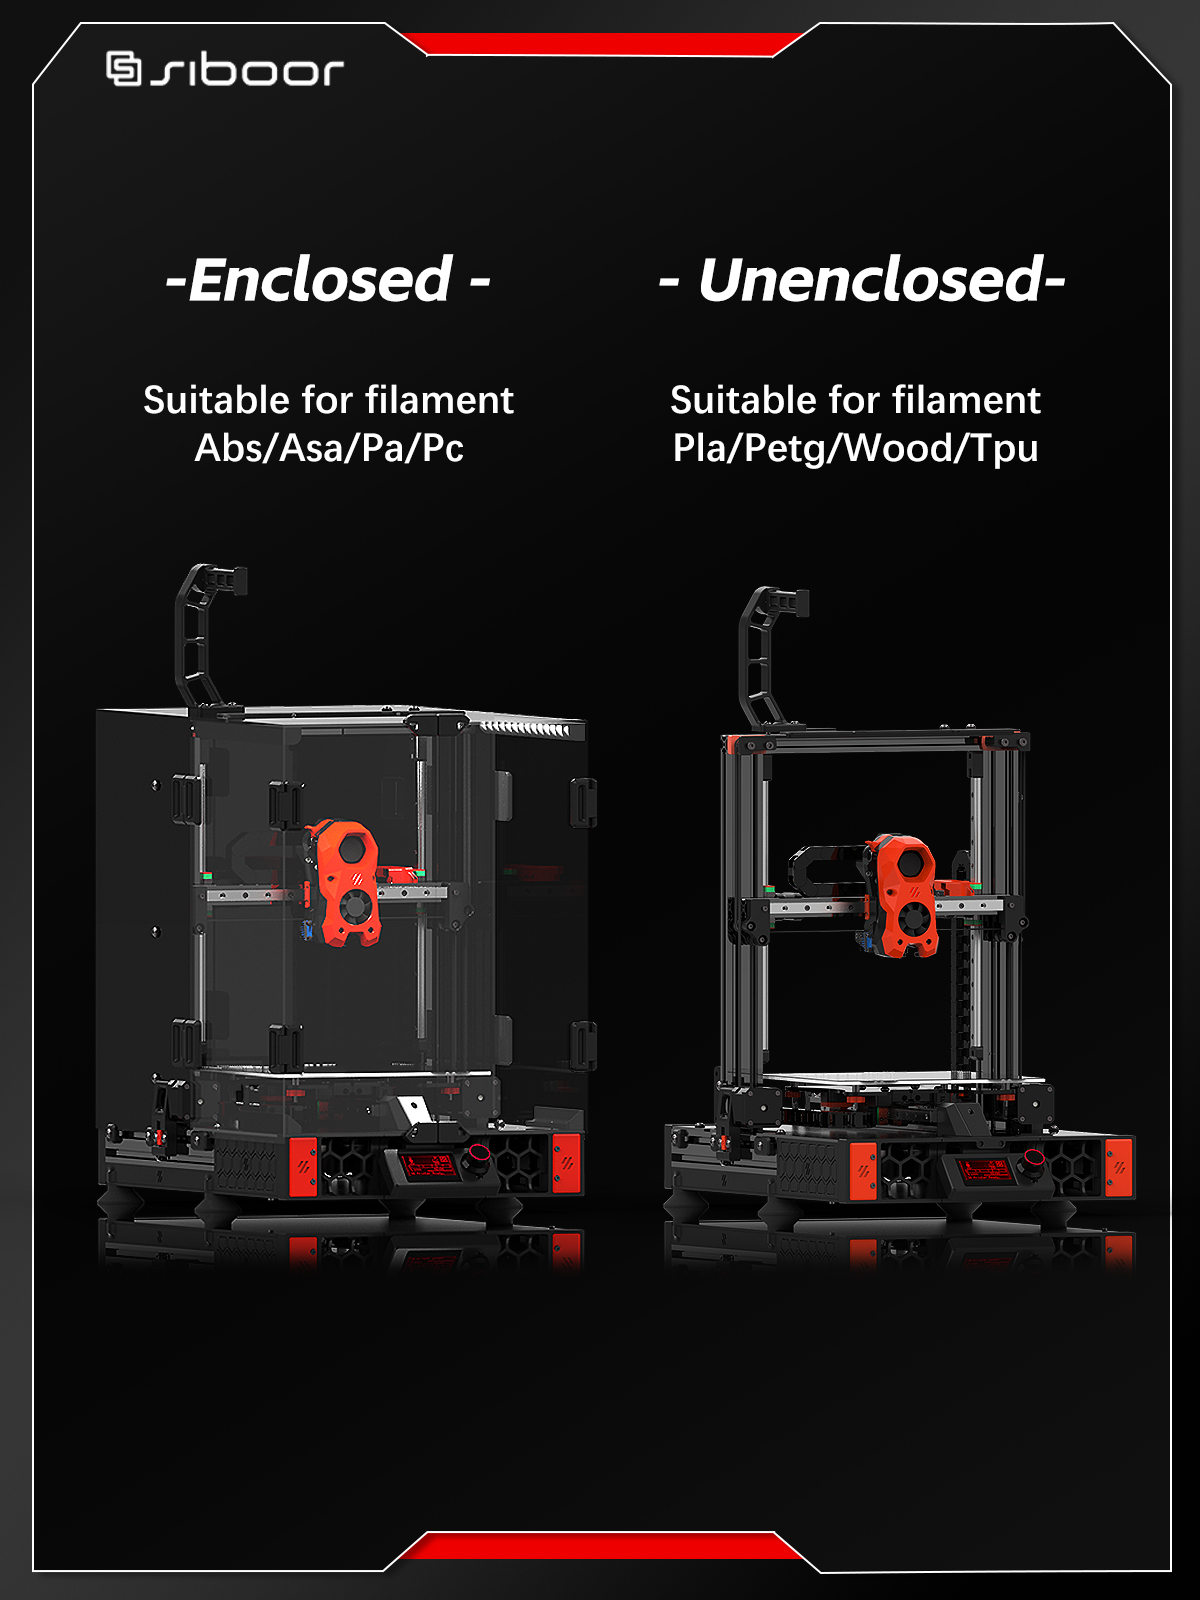 siboor
-Enclosed -
Suitable for filament
Abs/Asa/Pa/Pc
- Unenclosed-
Suitable for filament
Pla/Petg/Wood/Tpu